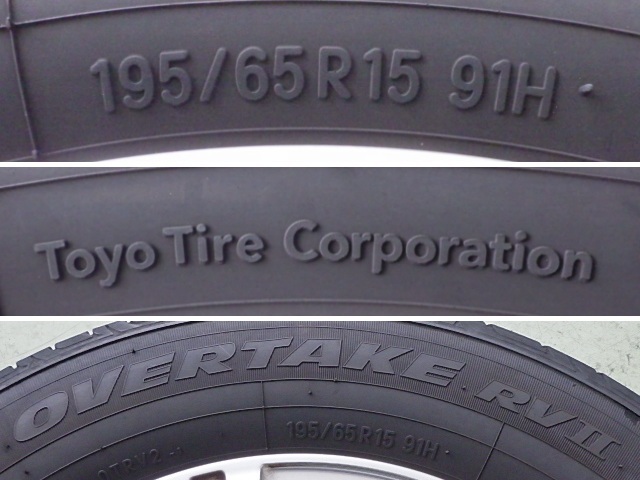 195/65R15 91H
Toyo Tire Corporation
OVERTAKE RVII
195/65R15 91H